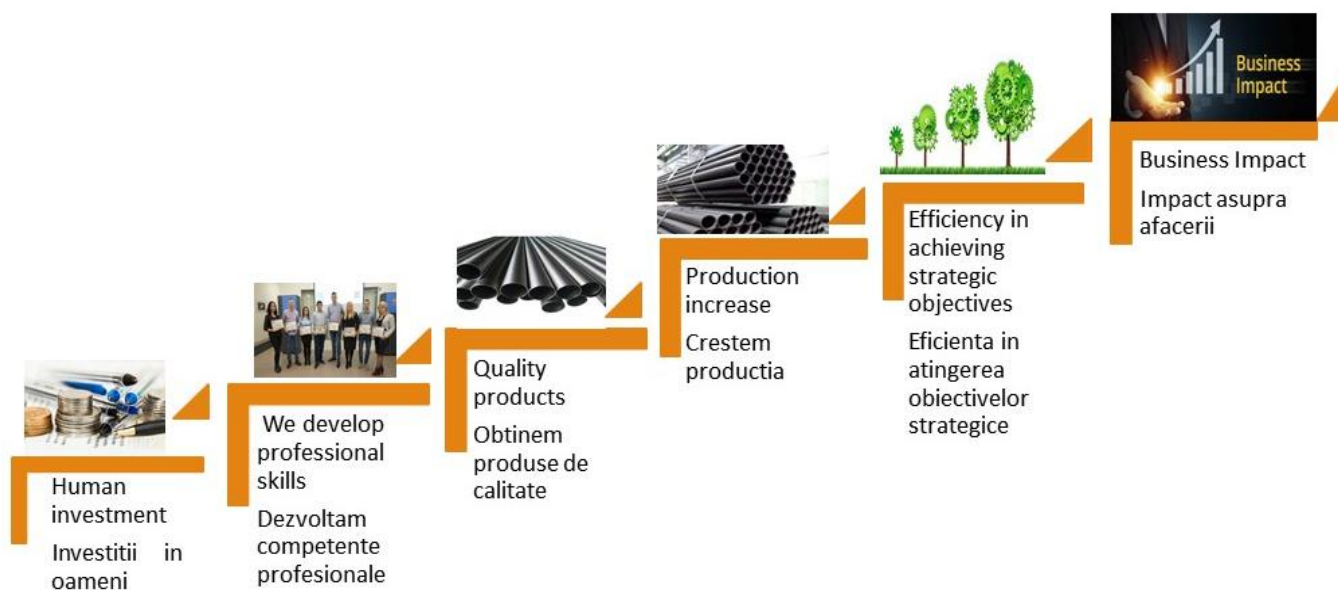 Human
investment
Investitii in
oameni
We develop
professional
skills
Dezvoltam
competente
profesionale
Quality
products
Obtinem
produse de
calitate
Production
increase
Crestem
productia
Efficiency in
achieving
strategic
objectives
Eficienta in
atingerea
obiectivelor
strategice
Business
Impact
Business Impact
Impact asupra
afacerii